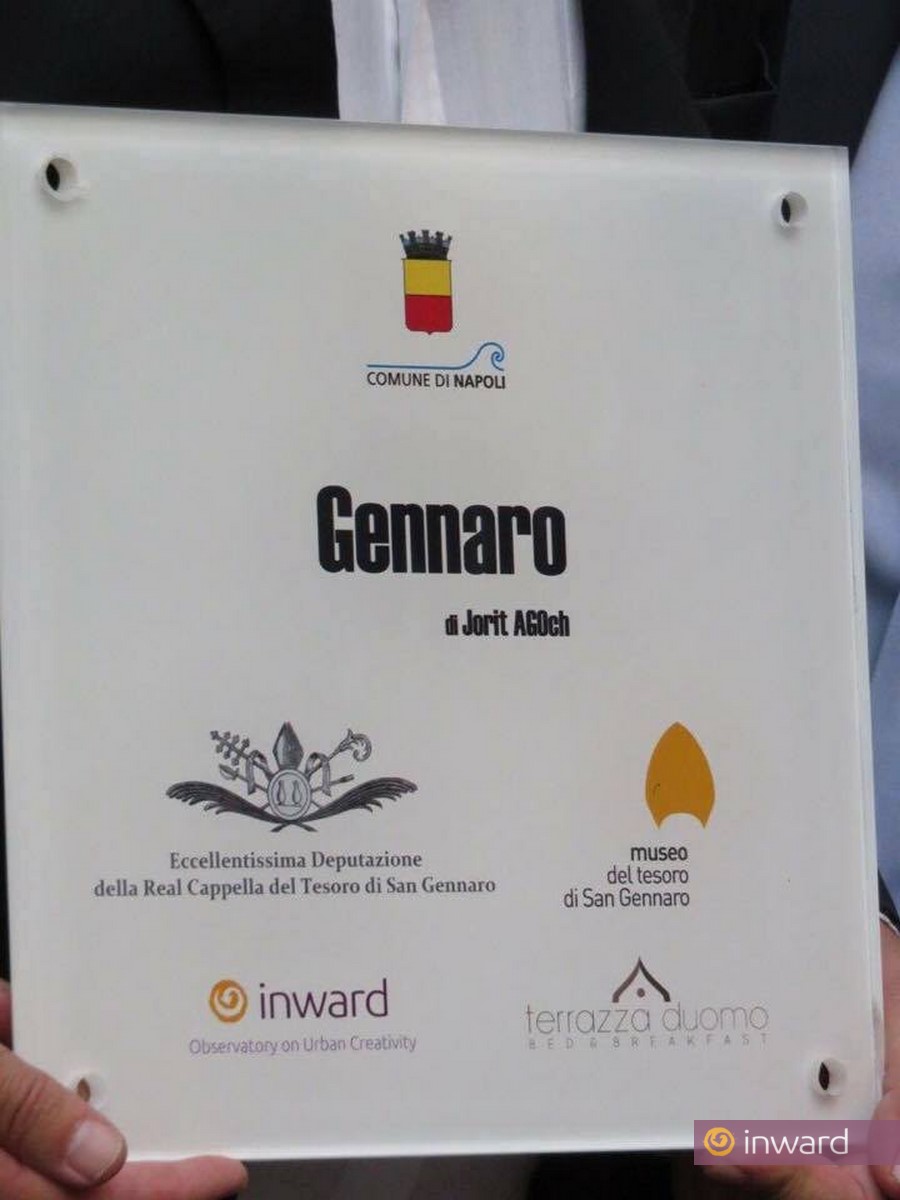 COMUNE DI NAPOLI
Gennaro
di Jorit AGOch
Eccellentissima Deputazione
della Real Cappella del Tesoro di San Gennaro
museo
del tesoro
di San Gennaro
inward
Observatory on Urban Creativity
terrazza duomo
BED & BREAKFAST
inward